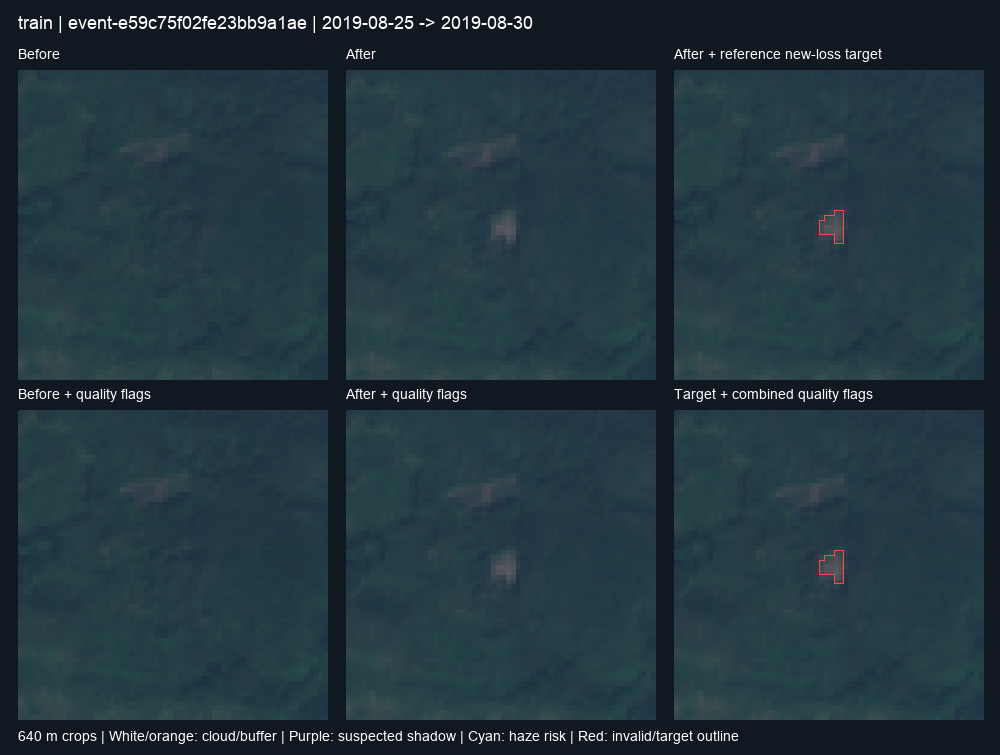 train | event-e59c75f02fe23bb9a1ae | 2019-08-25 -> 2019-08-30
Before
After
After + reference new-loss target
Before + quality flags
After + quality flags
Target + combined quality flags
640 m crops | White/orange: cloud/buffer | Purple: suspected shadow | Cyan: haze risk | Red: invalid/target outline